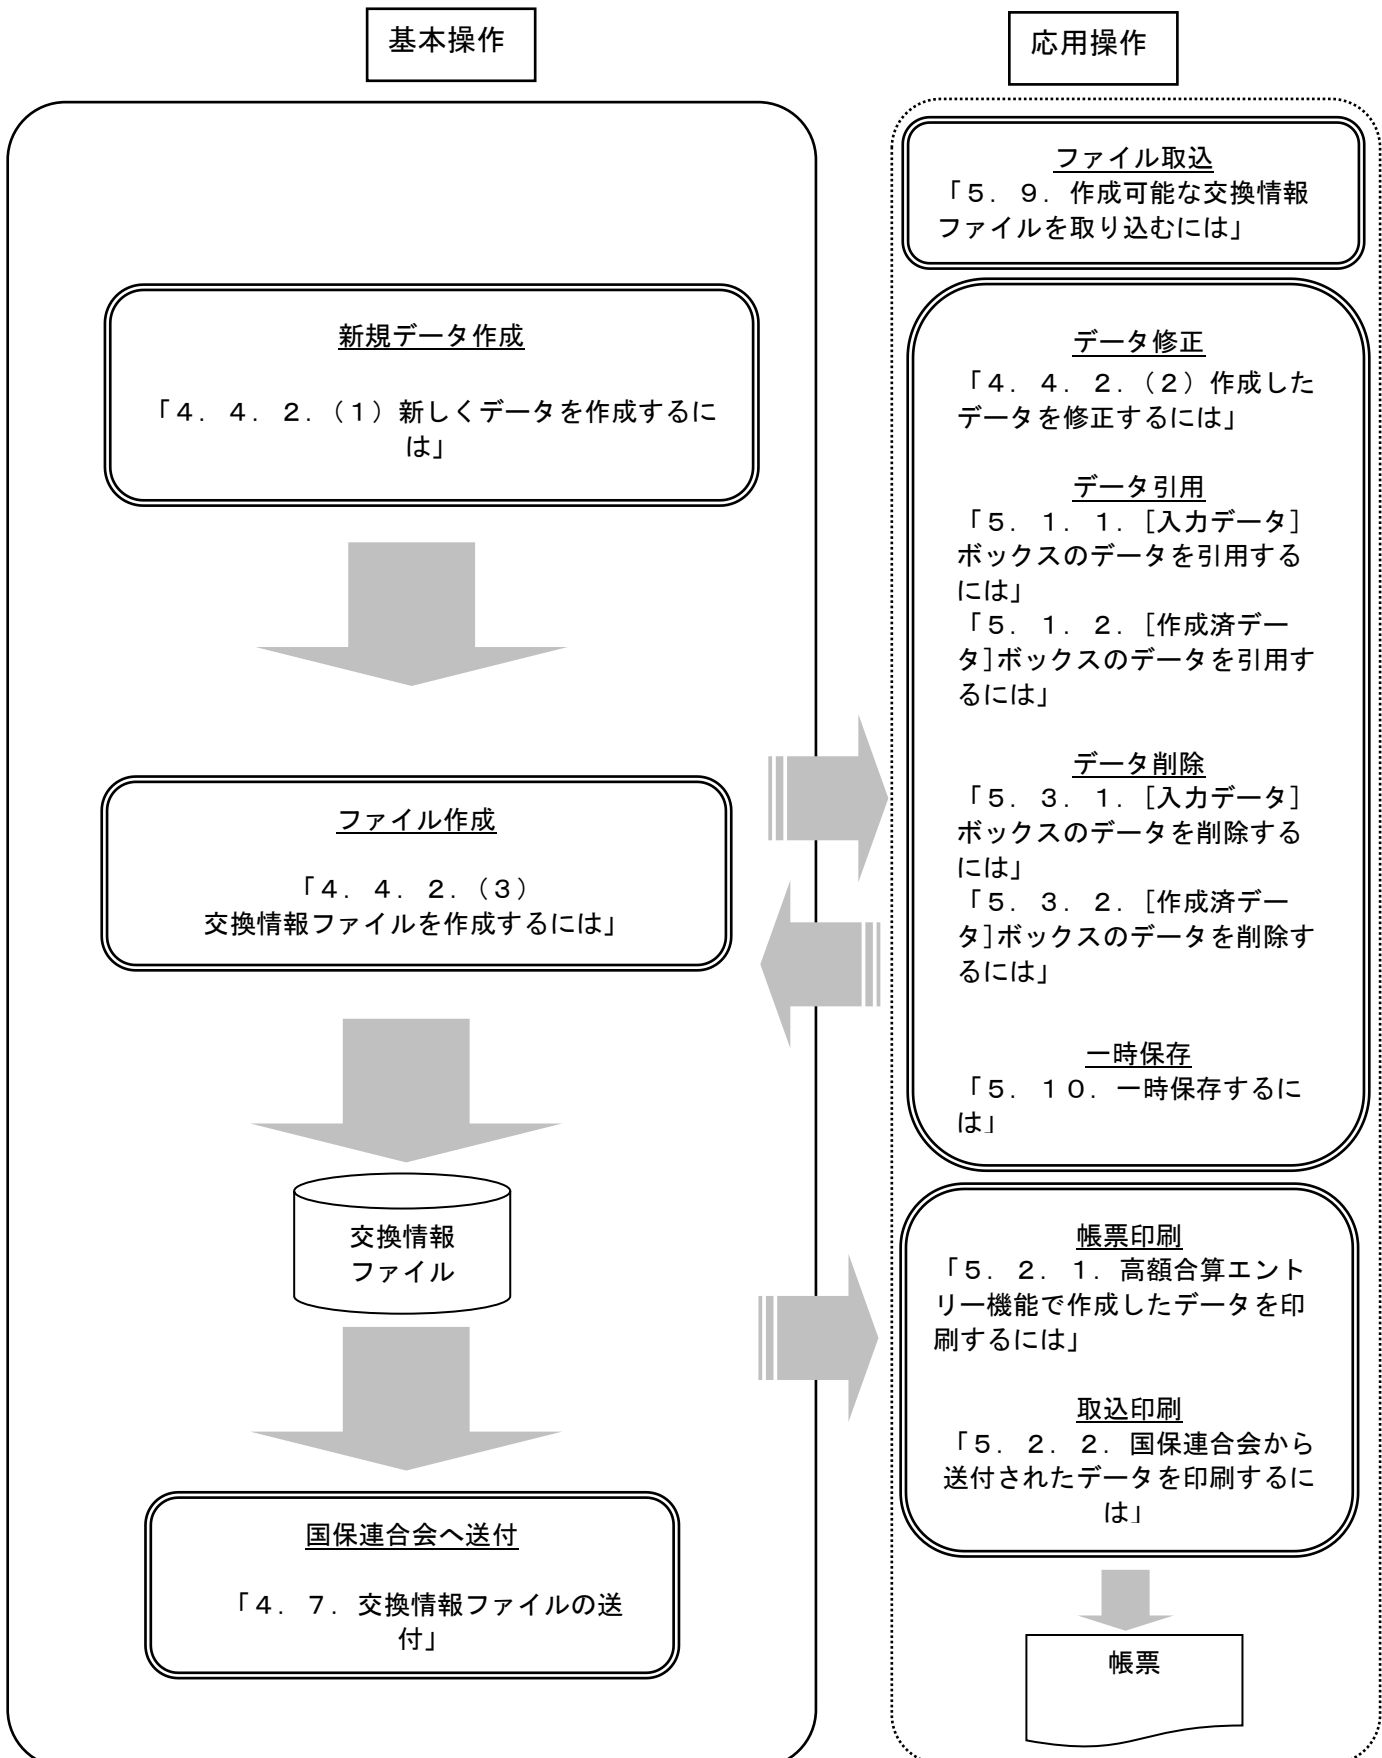 基本操作
新規データ作成
「４．４．２．（１）新しくデータを作成するに
は」
ファイル作成
「４．４．２．（３）
交換情報ファイルを作成するには」
交換情報
ファイル
国保連合会へ送付
「４．７．交換情報ファイルの送
付」
応用操作
ファイル取込
「５．９．作成可能な交換情報
ファイルを取り込むには」
データ修正
「４．４．２．（２）作成した
データを修正するには」
データ引用
「５．１．１．［入力データ］
ボックスのデータを引用する
には」
「５．１．２．［作成済デー
タ］ボックスのデータを引用す
るには」
データ削除
「５．３．１．［入力データ］
ボックスのデータを削除する
には」
「５．３．２．［作成済デー
タ］ボックスのデータを削除す
るには」
一時保存
「５．１０．一時保存するに
は」
帳票印刷
「５．２．１．高額合算エント
リー機能で作成したデータを印
刷するには」
取込印刷
「５．２．２．国保連合会から
送付されたデータを印刷するに
は」
帳票